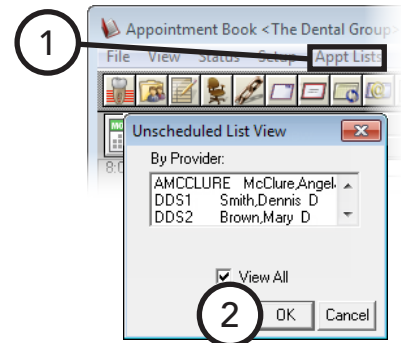 Appointment Book <The Dental Group>
File View Status Setup Appt Lists
1
Unscheduled List View
By Provider:
AMCCLURE McClure,Angel
DDS1 Smith,Dennis D
DDS2 Brown,Mary D
View All
2
OK Cancel